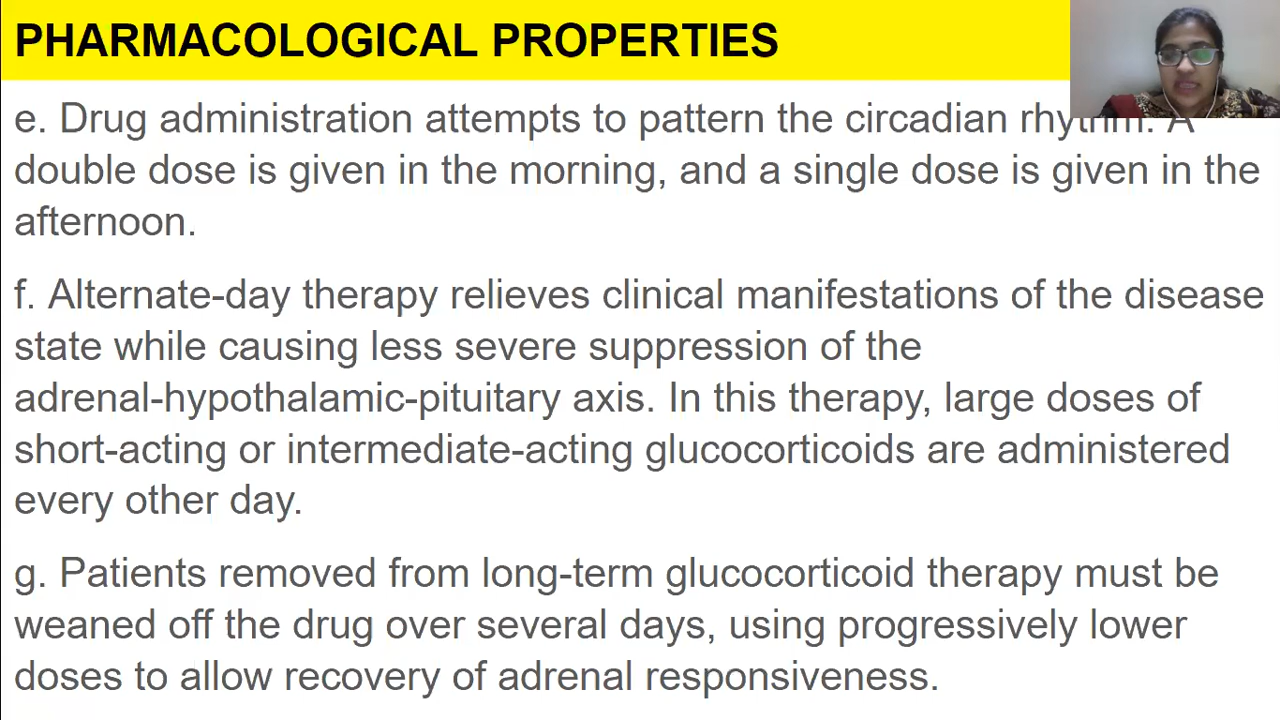 PHARMACOLOGICAL PROPERTIES
e. Drug administration attempts to pattern the circadian rhythm. A
double dose is given in the morning, and a single dose is given in the
afternoon.
f. Alternate-day therapy relieves clinical manifestations of the disease
state while causing less severe suppression of the
adrenal-hypothalamic-pituitary axis. In this therapy, large doses of
short-acting or intermediate-acting glucocorticoids are administered
every other day.
g. Patients removed from long-term glucocorticoid therapy must be
weaned off the drug over several days, using progressively lower
doses to allow recovery of adrenal responsiveness.